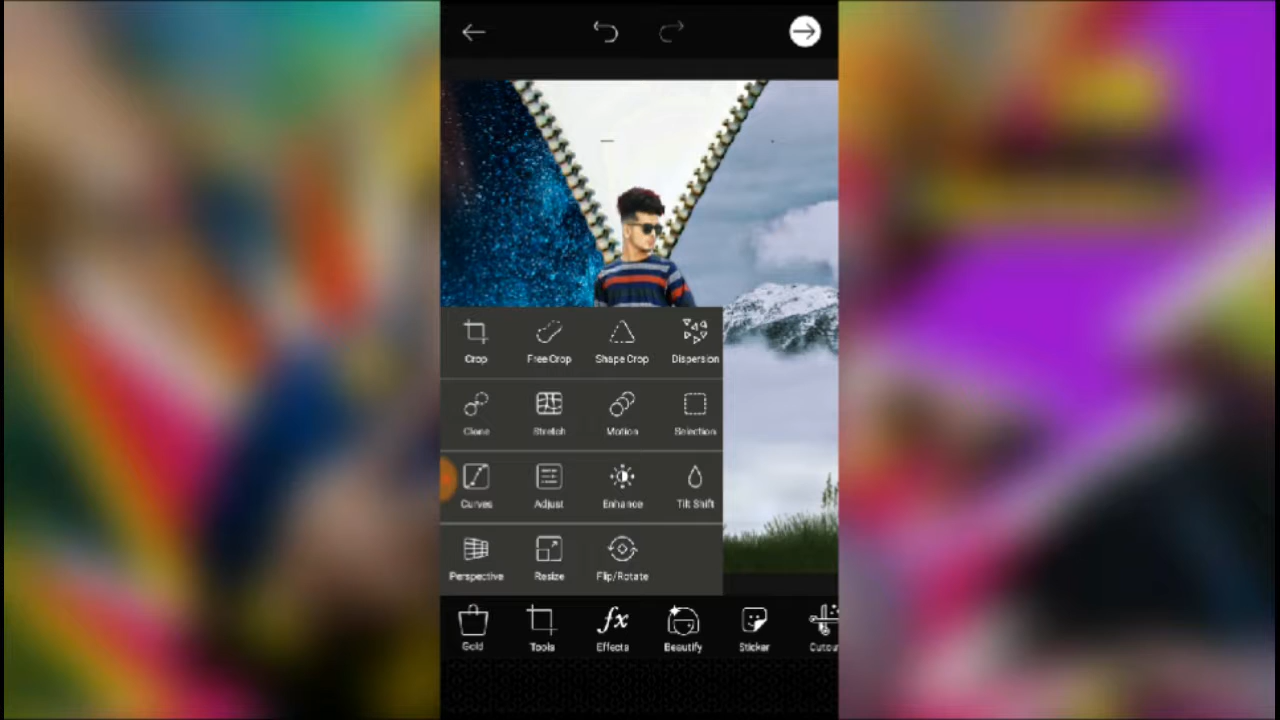 Crop Free Crop Shape Crop Dispersion
Clone Stretch Motion Selection
Curves Adjust Enhance Tilt Shift
Perspective Resize Flip/Rotate
Gold Tools fx Effects Beautify Sticker Cutou